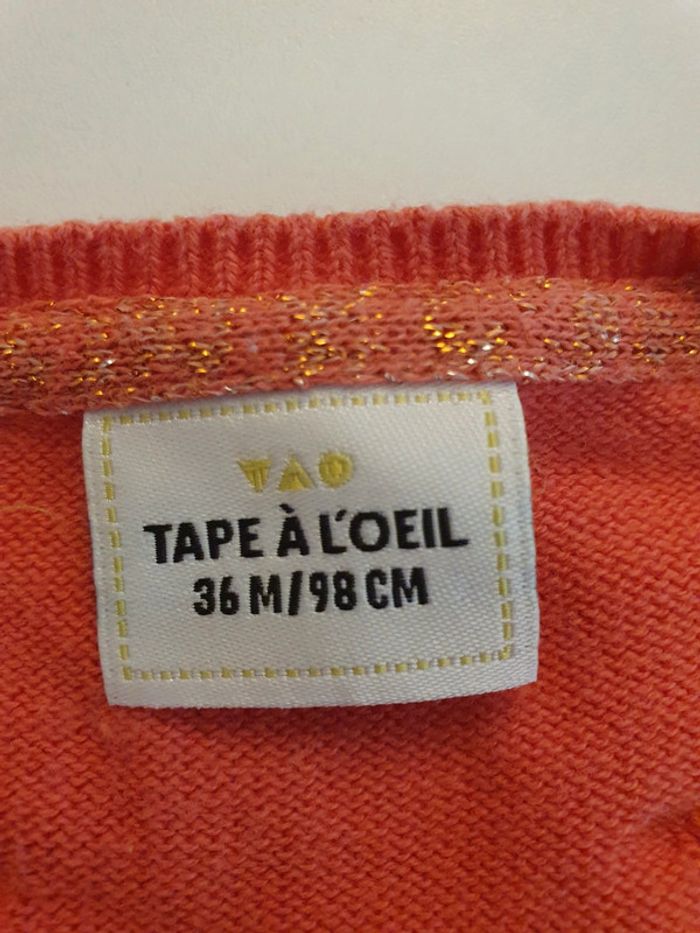 TAO
TAPE À L'OEIL
36 M/98 CM